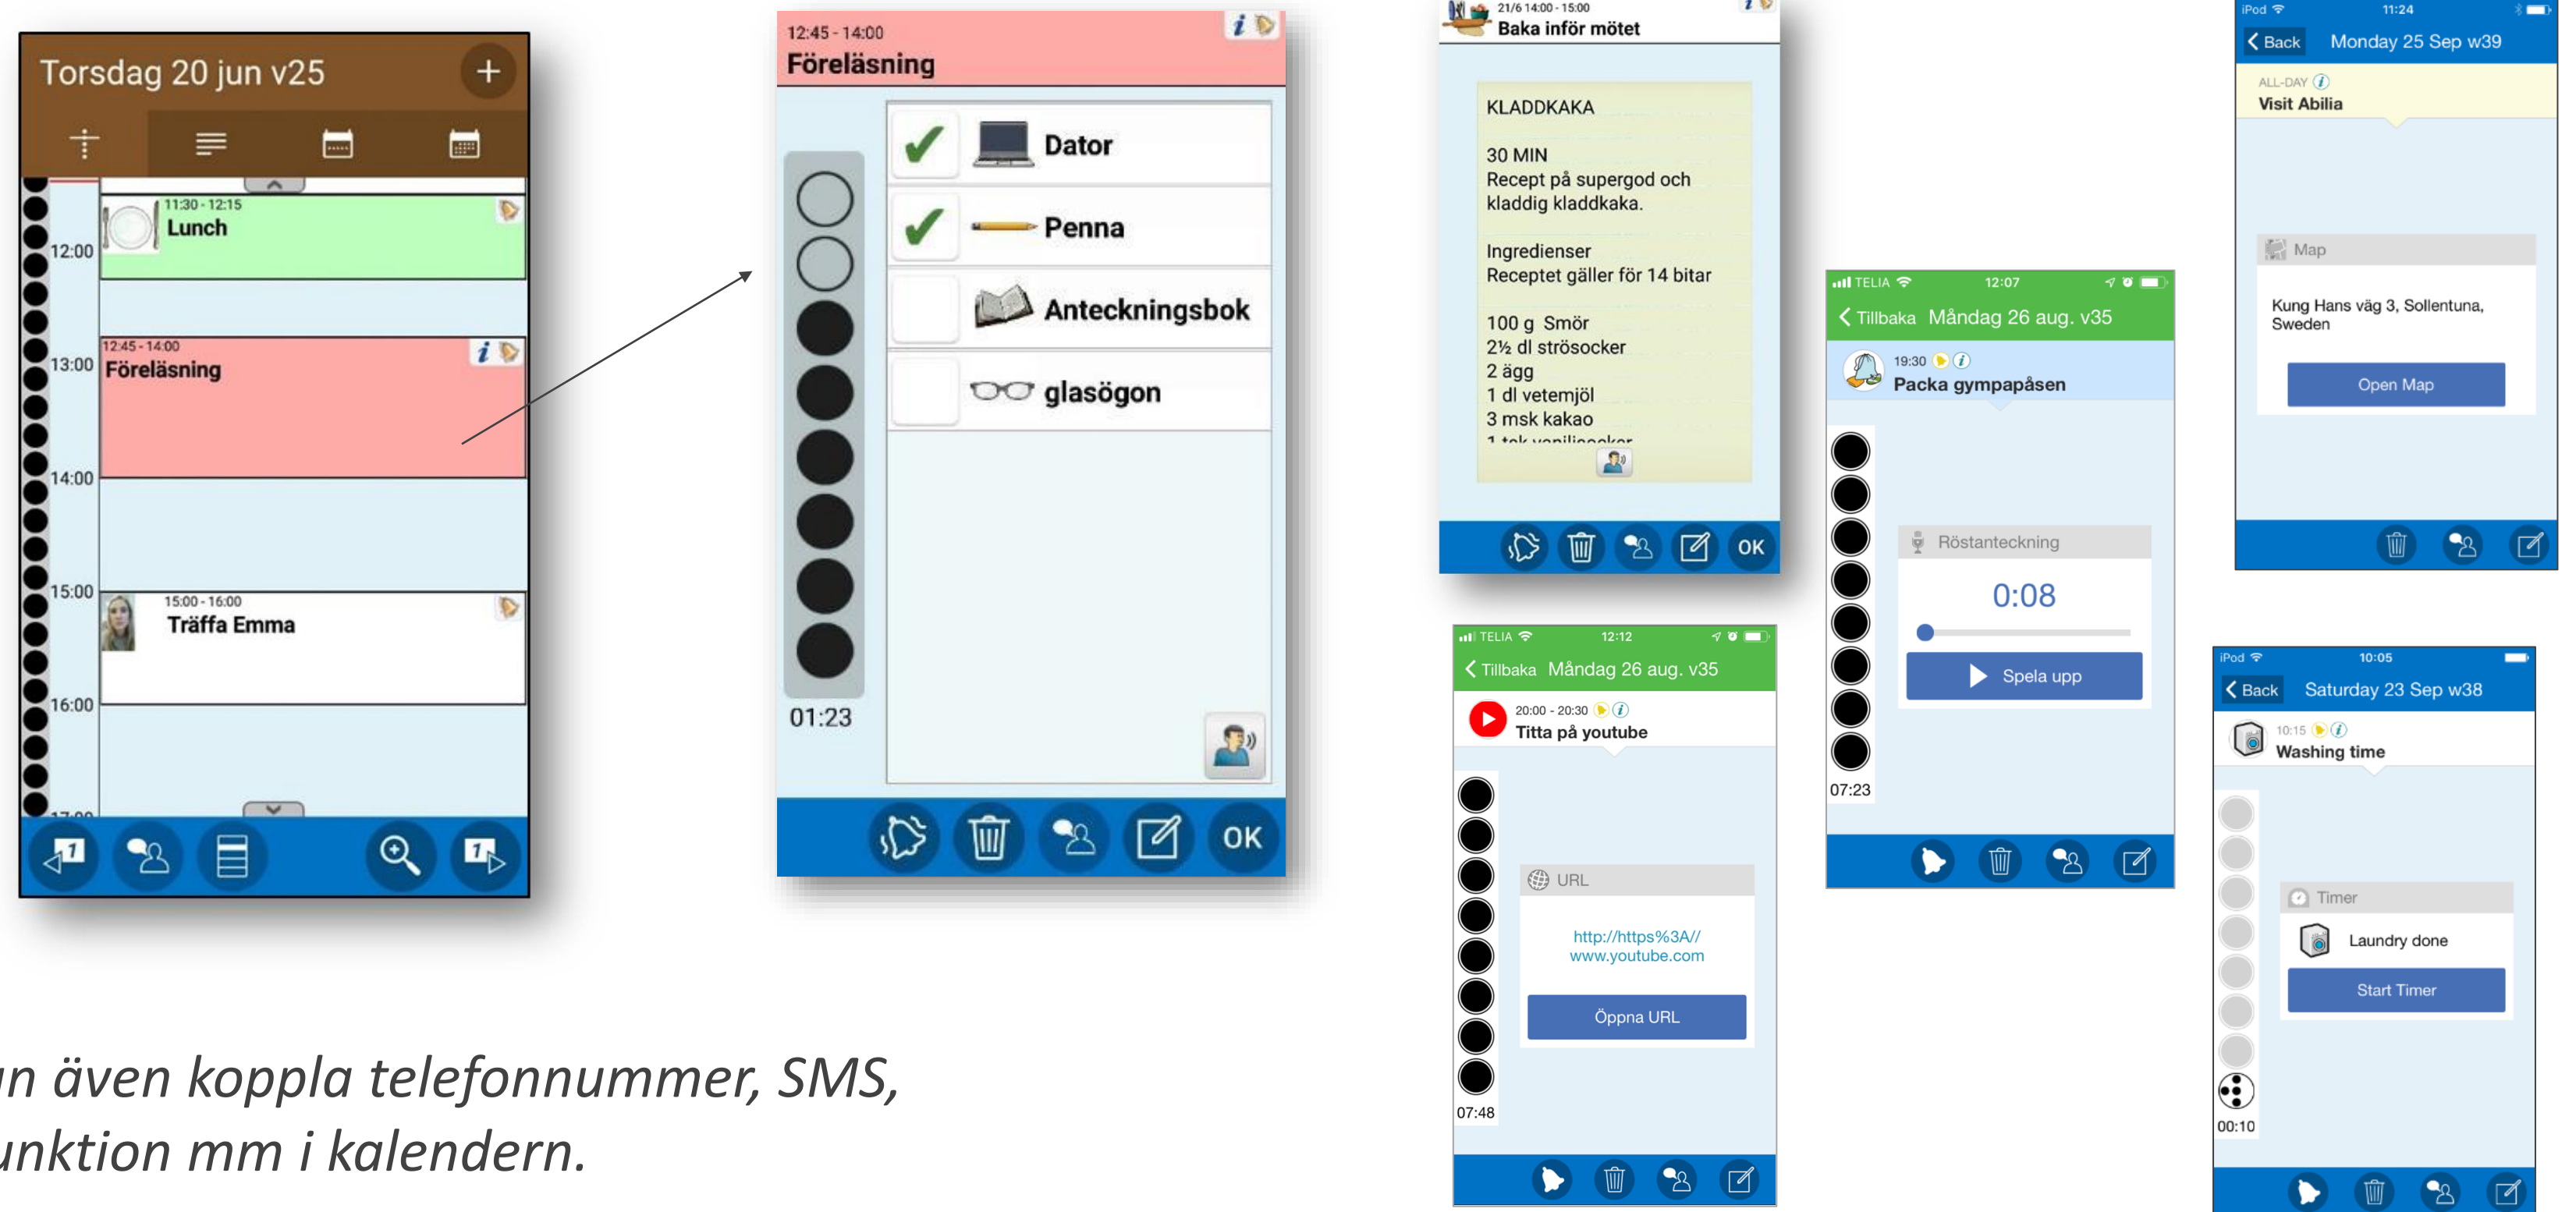 Torsdag 20 jun v25
+
11:30 - 12:15
Lunch
12:00
12:45 - 14:00
13:00
Föreläsning
14:00
15:00
15:00 - 16:00
Träffa Emma
16:00
17:00
1
1
12:45 - 14:00
i
Föreläsning
Dator
Penna
Anteckningsbok
glasögon
01:23
OK
21/6 14:00 - 15:00
Baka inför mötet
KLADDKAKA
30 MIN
Recept på supergod och
kladdig kladdkaka.
Ingredienser
Receptet gäller för 14 bitar
100 g Smör
2½ dl strösocker
2 ägg
1 dl vetemjöl
3 msk kakao
1 tsk vaniljsocker
OK
TELIA 12:12
Tillbaka Måndag 26 aug. v35
20:00 - 20:30
Titta på youtube
URL
http://https%3A//
www.youtube.com
Öppna URL
07:48
TELIA 12:07
Tillbaka Måndag 26 aug. v35
19:30
Packa gympapåsen
Röstanteckning
0:08
Spela upp
07:23
iPod 11:24
Back Monday 25 Sep w39
ALL-DAY
Visit Abilia
Map
Kung Hans väg 3, Sollentuna,
Sweden
Open Map
iPod 10:05
Back Saturday 23 Sep w38
10:15
Washing time
Timer
Laundry done
Start Timer
00:10
även koppla telefonnummer, SMS,
mm i kalendern.